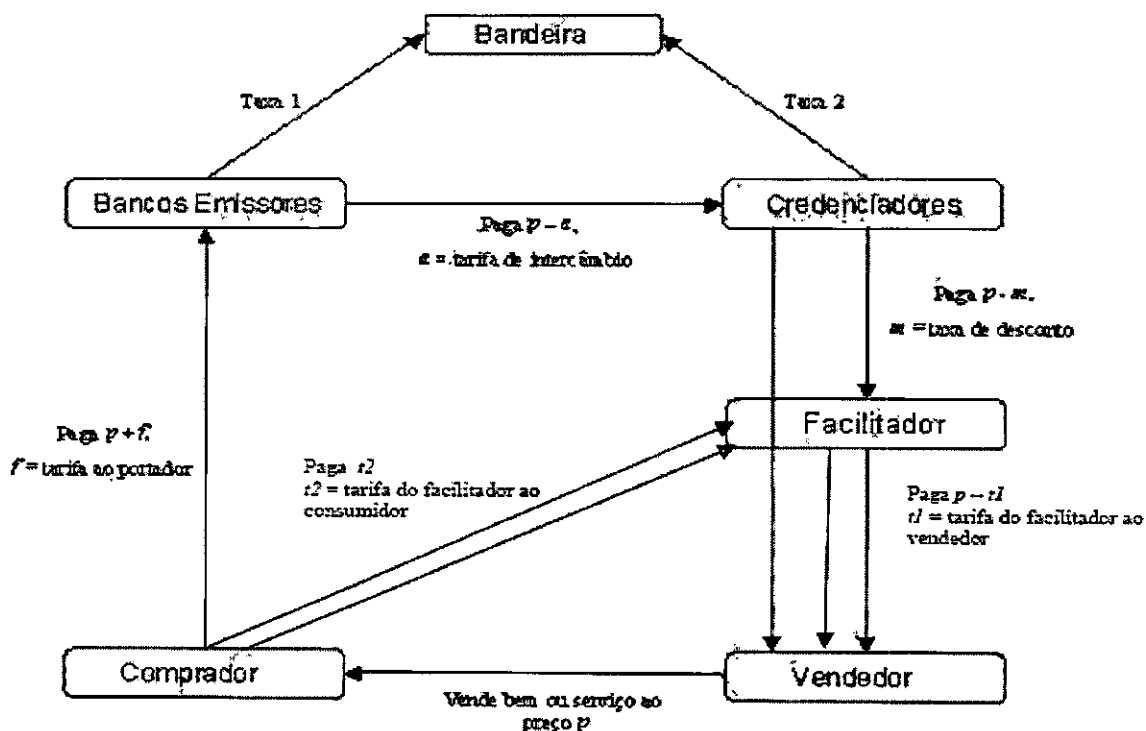 Bandeira
Taxa 1
Taxa 2
Bancos Emissores
Credenciadores
Paga p – a,
a = tarifa de intercâmbio
Paga p - m,
m = taxa de desconto
Facilitador
Paga p + f,
f = tarifa ao portador
Paga t2
t2 = tarifa do facilitador ao
consumidor
Paga p – t1
t1 = tarifa do facilitador ao
vendedor
Comprador
Vendedor
Vende bem ou serviço ao
preço p